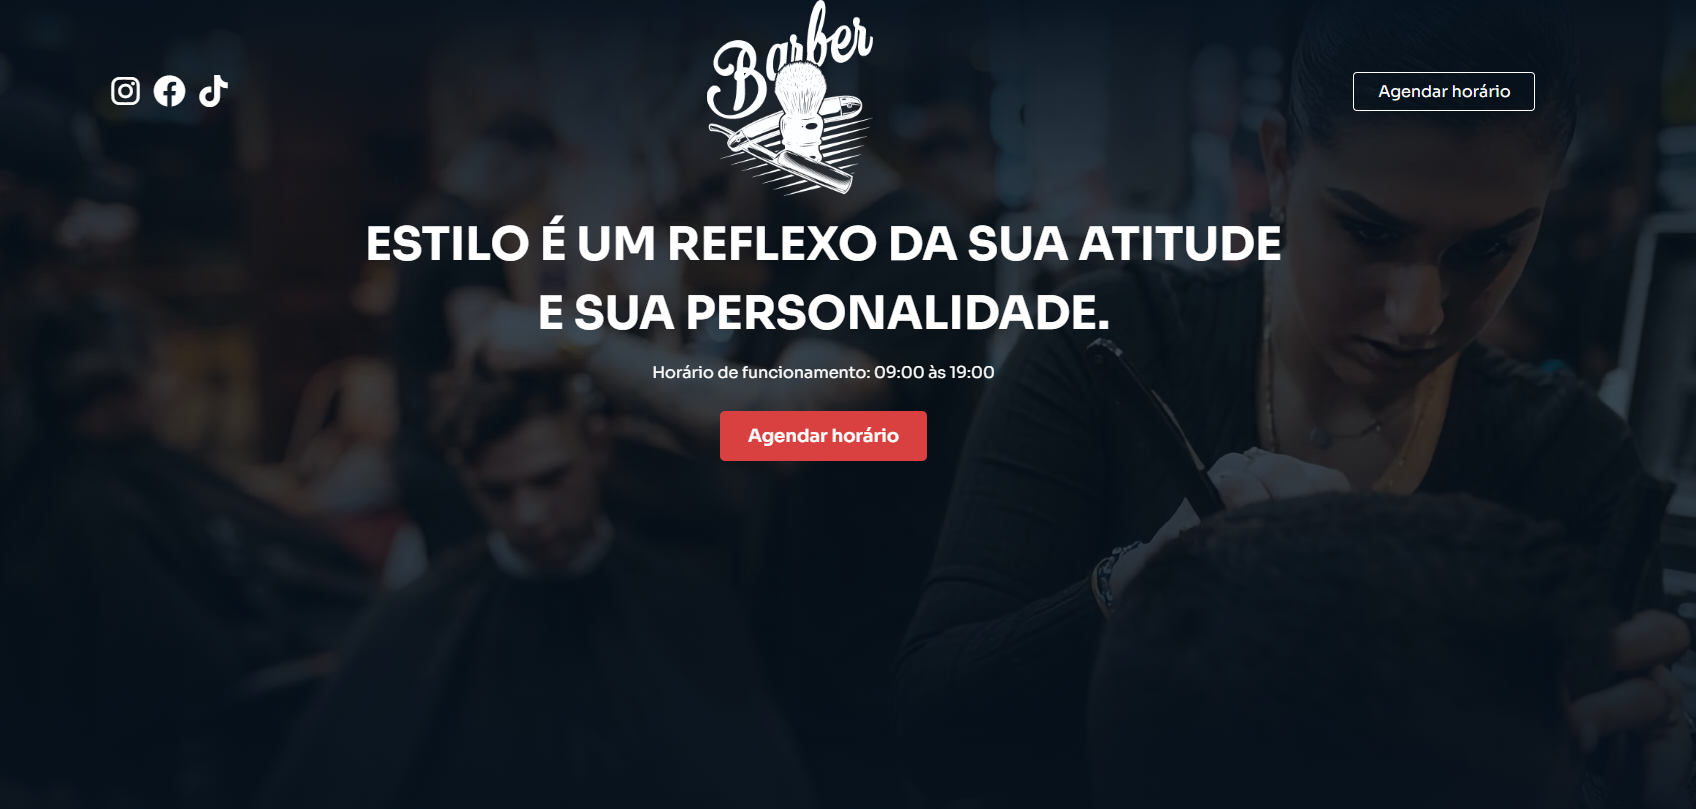 Barber
Agendar horário
ESTILO É UM REFLEXO DA SUA ATITUDE
E SUA PERSONALIDADE.
Horário de funcionamento: 09:00 às 19:00
Agendar horário